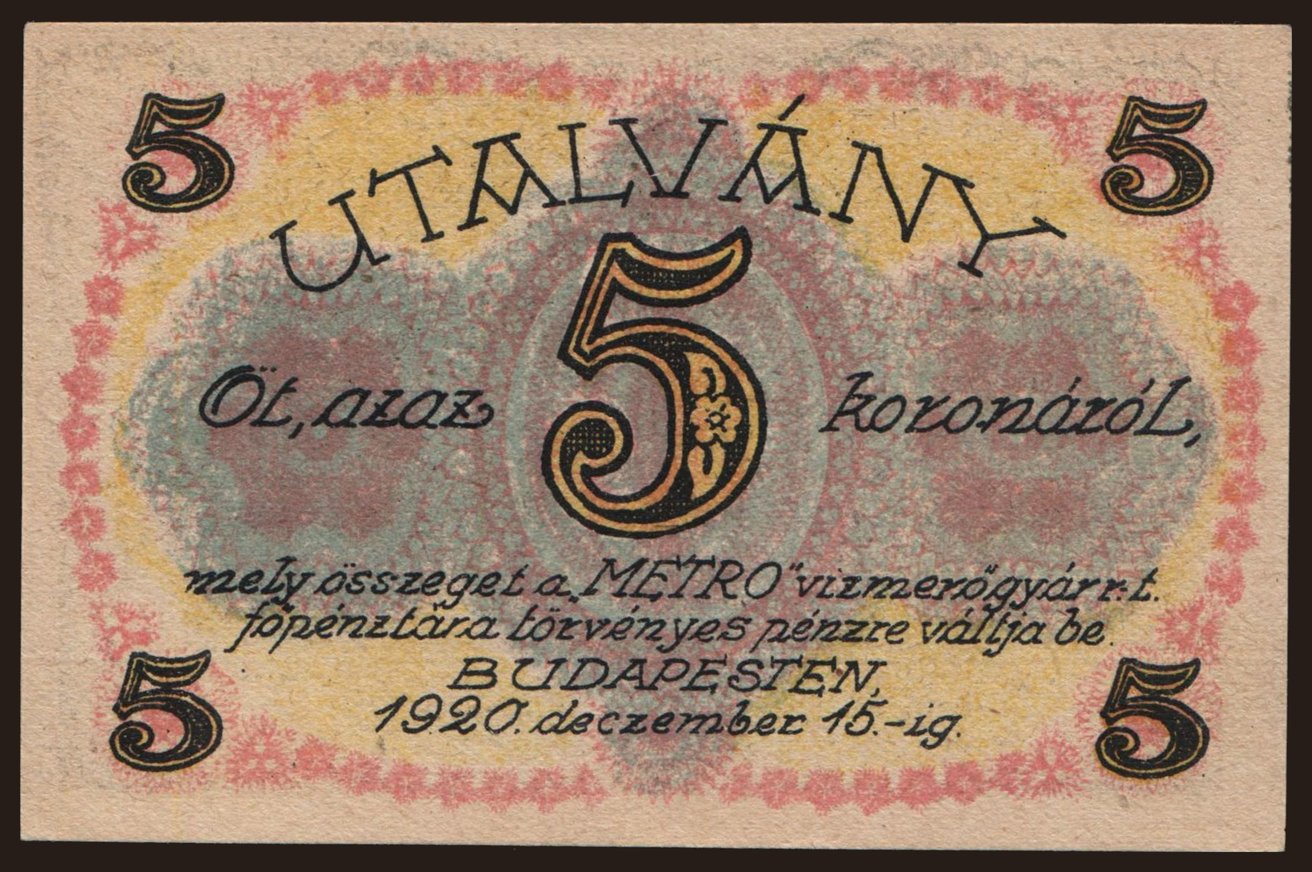 5 5
UTALVÁNY
Öt, azaz 5 koronáról,
mely összeget a „METRO” vizmerőgyár r.-t.
főpénztára törvényes pénzre váltja be.
BUDAPESTEN,
1920. deczember 15.-ig.
5 5